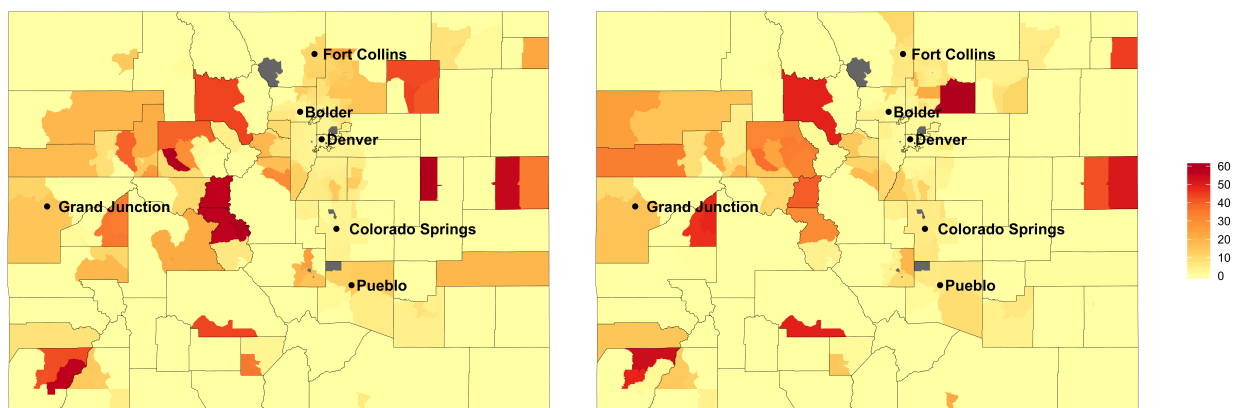 Fort Collins
Bolder
Denver
Grand Junction
Colorado Springs
Pueblo
Fort Collins
Bolder
Denver
Grand Junction
Colorado Springs
Pueblo
60
50
40
30
20
10
0